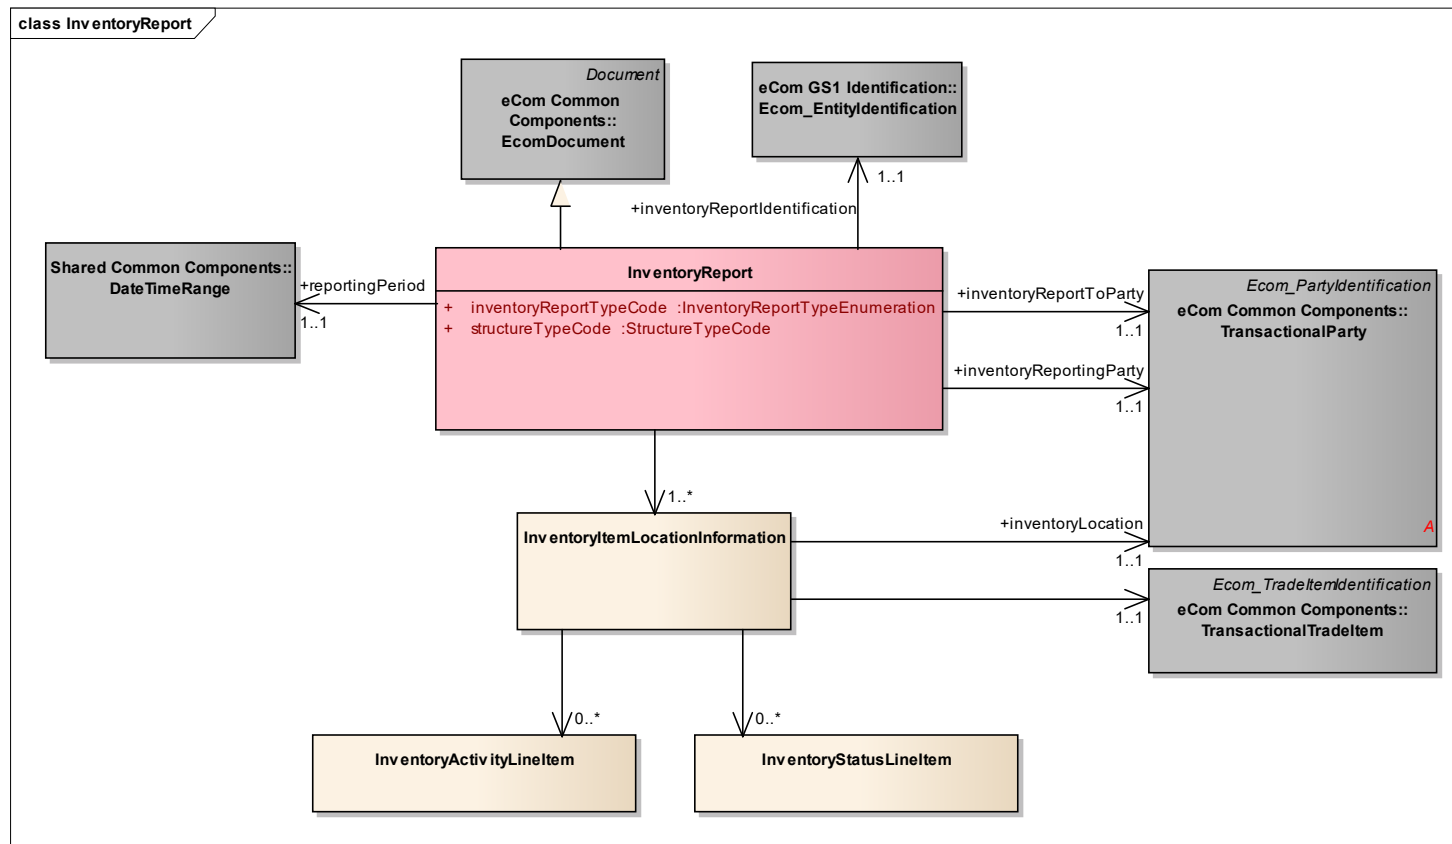 class InventoryReport
Document
eCom Common
Components::
EcomDocument
eCom GS1 Identification::
Ecom_EntityIdentification
1..1
+inventoryReportIdentification
Shared Common Components::
DateTimeRange
+reportingPeriod
1..1
InventoryReport
+ inventoryReportTypeCode :InventoryReportTypeEnumeration
+ structureTypeCode :StructureTypeCode
+inventoryReportToParty
1..1
+inventoryReportingParty
1..1
Ecom_PartyIdentification
eCom Common Components::
TransactionalParty
A
1..*
InventoryItemLocationInformation
+inventoryLocation
1..1
1..1
Ecom_TradeItemIdentification
eCom Common Components::
TransactionalTradeItem
0..*
0..*
InventoryActivityLineItem
InventoryStatusLineItem